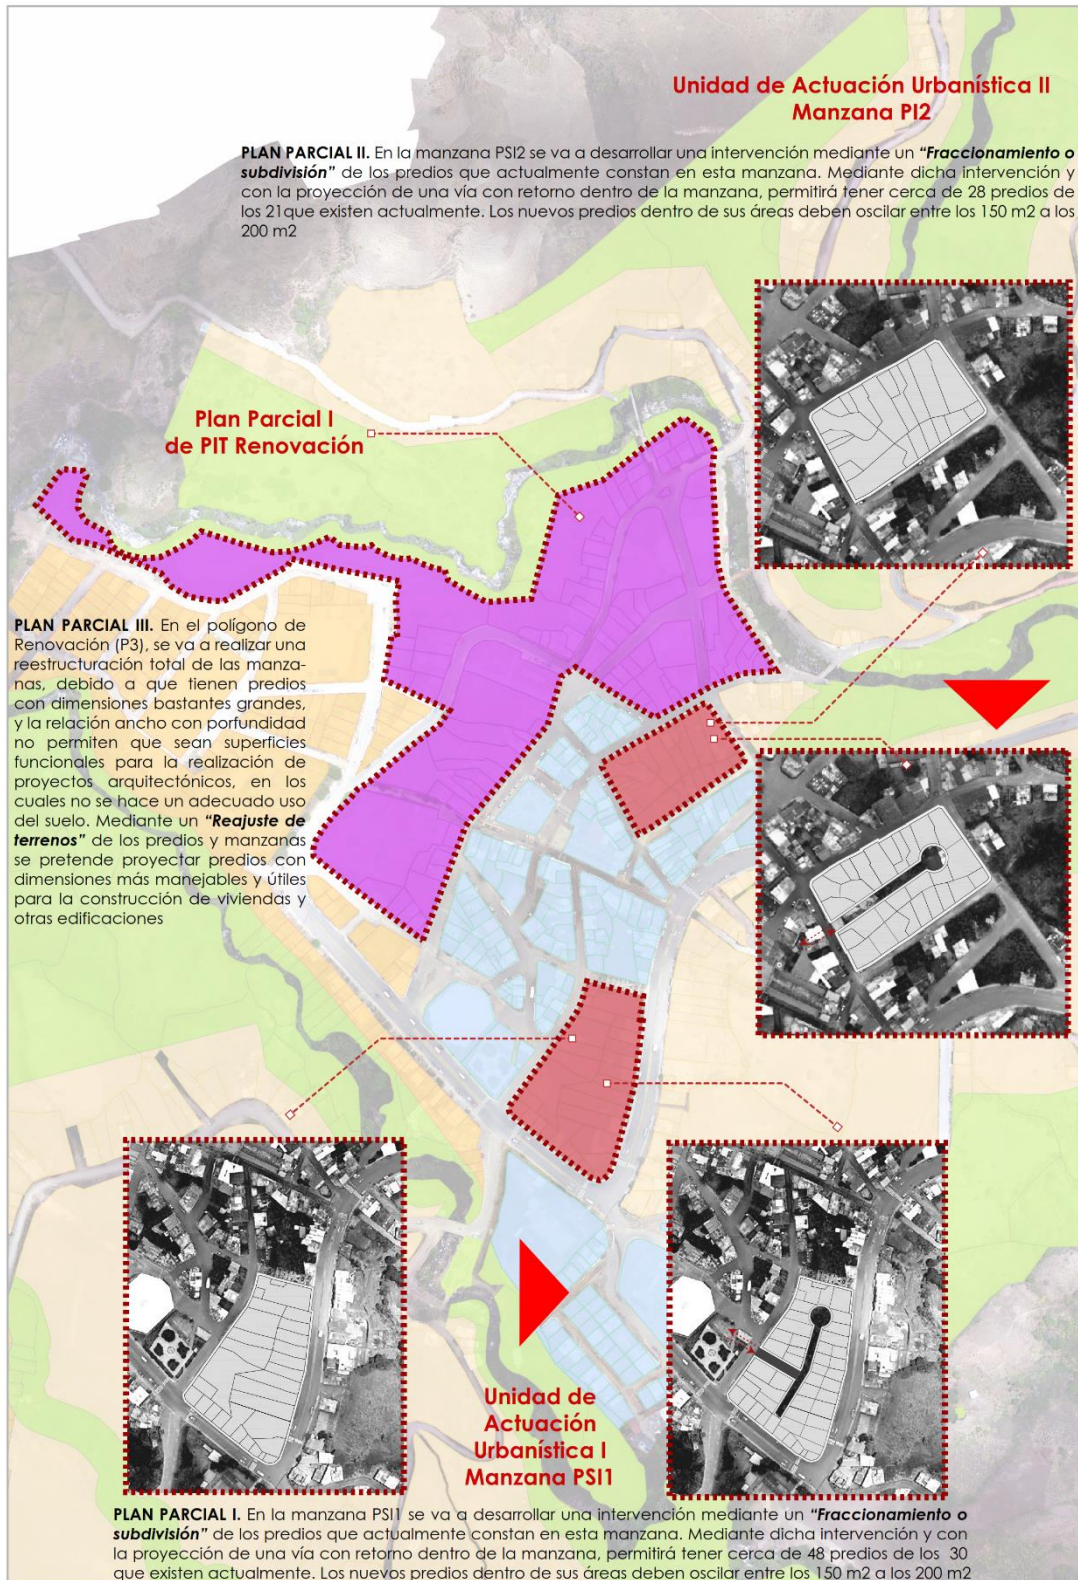 Unidad de Actuación Urbanística II
Manzana PI2
PLAN PARCIAL II. En la manzana PSI2 se va a desarrollar una intervención mediante un "Fraccionamiento o
subdivisión" de los predios que actualmente constan en esta manzana. Mediante dicha intervención y
con la proyección de una vía con retorno dentro de la manzana, permitirá tener cerca de 28 predios de
los 21que existen actualmente. Los nuevos predios dentro de sus áreas deben oscilar entre los 150 m2 a los
200 m2
Plan Parcial I
de PIT Renovación
PLAN PARCIAL III. En el polígono de
Renovación (P3), se va a realizar una
reestructuración total de las manza-
nas, debido a que tienen predios
con dimensiones bastantes grandes,
y la relación ancho con porfundidad
no permiten que sean superficies
funcionales para la realización de
proyectos arquitectónicos, en los
cuales no se hace un adecuado uso
del suelo. Mediante un "Reajuste de
terrenos" de los predios y manzanas
se pretende proyectar predios con
dimensiones más manejables y útiles
para la construcción de viviendas y
otras edificaciones
Unidad de
Actuación
Urbanística I
Manzana PSI1
PLAN PARCIAL I. En la manzana PSI1 se va a desarrollar una intervención mediante un "Fraccionamiento o
subdivisión" de los predios que actualmente constan en esta manzana. Mediante dicha intervención y con
la proyección de una vía con retorno dentro de la manzana, permitirá tener cerca de 48 predios de los 30
que existen actualmente. Los nuevos predios dentro de sus áreas deben oscilar entre los 150 m2 a los 200 m2